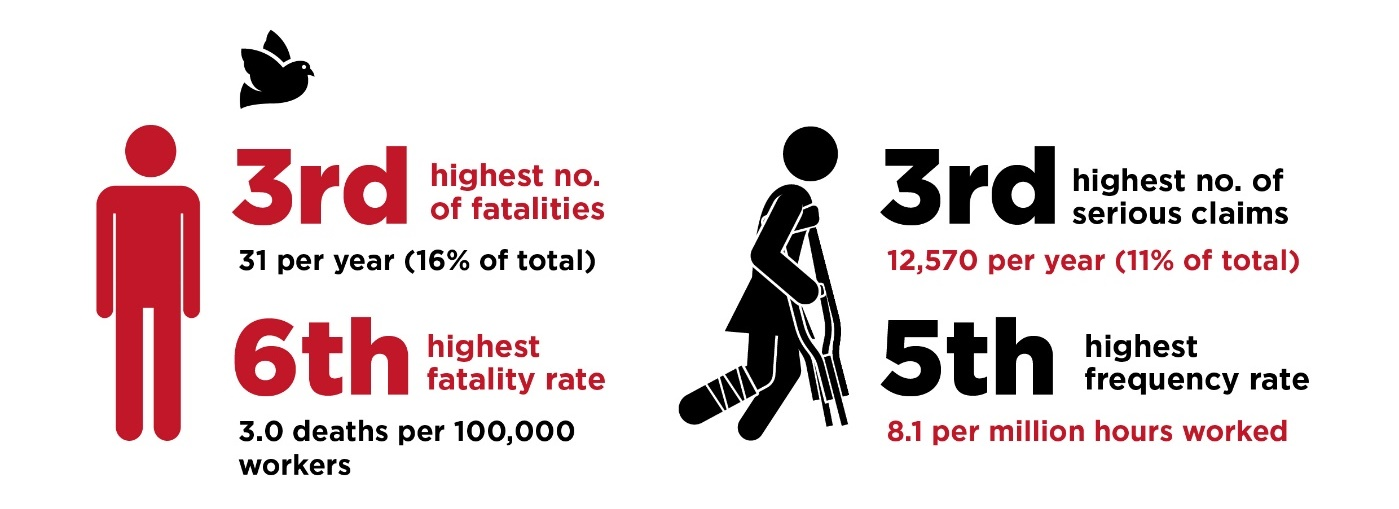 3rd highest no.
of fatalities
31 per year (16% of total)
6th highest
fatality rate
3.0 deaths per 100,000
workers
3rd highest no. of
serious claims
12,570 per year (11% of total)
5th highest
frequency rate
8.1 per million hours worked